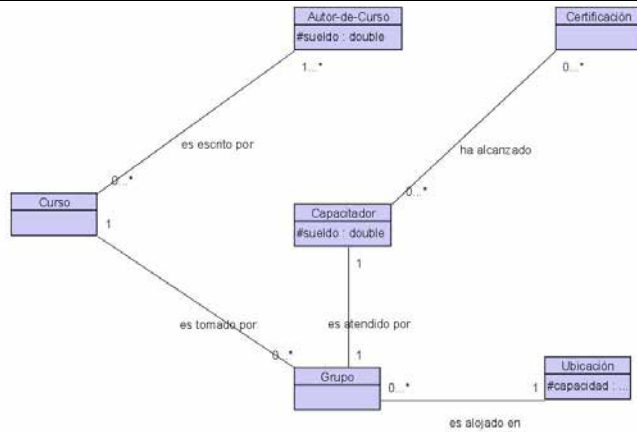 Autor-de-Curso
#sueldo : double
1...*
Certificación
0...*
es escrito por
ha alcanzado
0...*
Curso
1
0...*
Capacitador
#sueldo : double
1
es tomado por
es atendido por
0...*
1
Grupo
0...*
1
Ubicación
#capacidad : ...
es alojado en